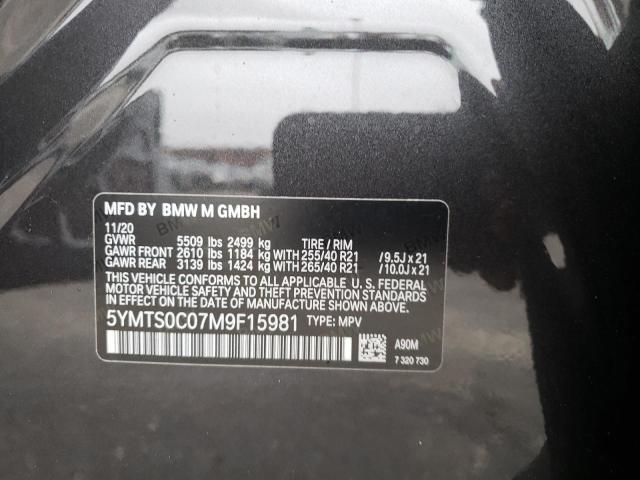 MFD BY BMW M GMBH
11/20
GVWR 5509 lbs 2499 kg TIRE / RIM
GAWR FRONT 2610 lbs 1184 kg WITH 255/40 R21 / 9.5J x 21
GAWR REAR 3139 lbs 1424 kg WITH 265/40 R21 / 10.0J x 21
THIS VEHICLE CONFORMS TO ALL APPLICABLE U. S. FEDERAL
MOTOR VEHICLE SAFETY AND THEFT PREVENTION STANDARDS
IN EFFECT ON THE DATE OF MANUFACTURE SHOWN ABOVE.
5YMTS0C07M9F15981 TYPE: MPV
A90M
7 320 730